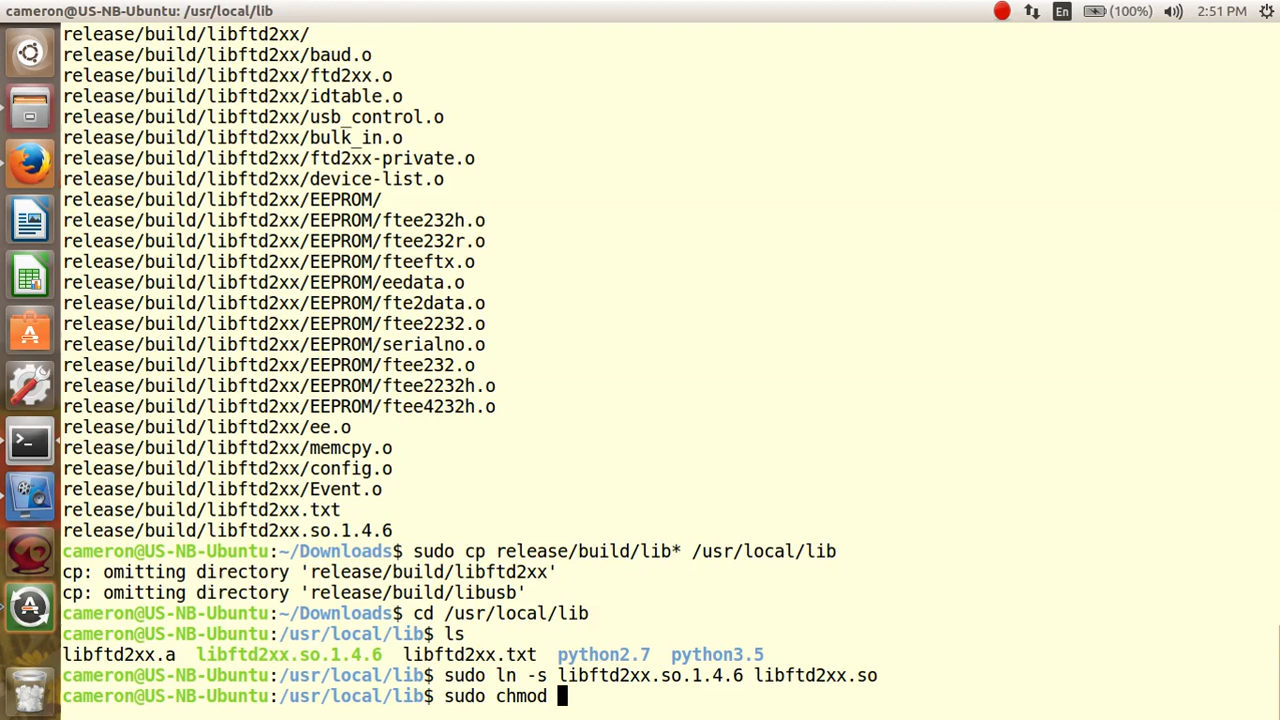 cameron@US-NB-Ubuntu: /usr/local/lib En (100%) 2:51 PM
release/build/libftd2xx/
release/build/libftd2xx/baud.o
release/build/libftd2xx/ftd2xx.o
release/build/libftd2xx/idtable.o
release/build/libftd2xx/usb_control.o
release/build/libftd2xx/bulk_in.o
release/build/libftd2xx/ftd2xx-private.o
release/build/libftd2xx/device-list.o
release/build/libftd2xx/EEPROM/
release/build/libftd2xx/EEPROM/ftee232h.o
release/build/libftd2xx/EEPROM/ftee232r.o
release/build/libftd2xx/EEPROM/fteeftx.o
release/build/libftd2xx/EEPROM/eedata.o
release/build/libftd2xx/EEPROM/fte2data.o
release/build/libftd2xx/EEPROM/ftee2232.o
release/build/libftd2xx/EEPROM/serialno.o
release/build/libftd2xx/EEPROM/ftee232.o
release/build/libftd2xx/EEPROM/ftee2232h.o
release/build/libftd2xx/EEPROM/ftee4232h.o
release/build/libftd2xx/ee.o
release/build/libftd2xx/memcpy.o
release/build/libftd2xx/config.o
release/build/libftd2xx/Event.o
release/build/libftd2xx.txt
release/build/libftd2xx.so.1.4.6
cameron@US-NB-Ubuntu:~/Downloads$ sudo cp release/build/lib* /usr/local/lib
cp: omitting directory 'release/build/libftd2xx'
cp: omitting directory 'release/build/libusb'
cameron@US-NB-Ubuntu:~/Downloads$ cd /usr/local/lib
cameron@US-NB-Ubuntu:/usr/local/lib$ ls
libftd2xx.a libftd2xx.so.1.4.6 libftd2xx.txt python2.7 python3.5
cameron@US-NB-Ubuntu:/usr/local/lib$ sudo ln -s libftd2xx.so.1.4.6 libftd2xx.so
cameron@US-NB-Ubuntu:/usr/local/lib$ sudo chmod